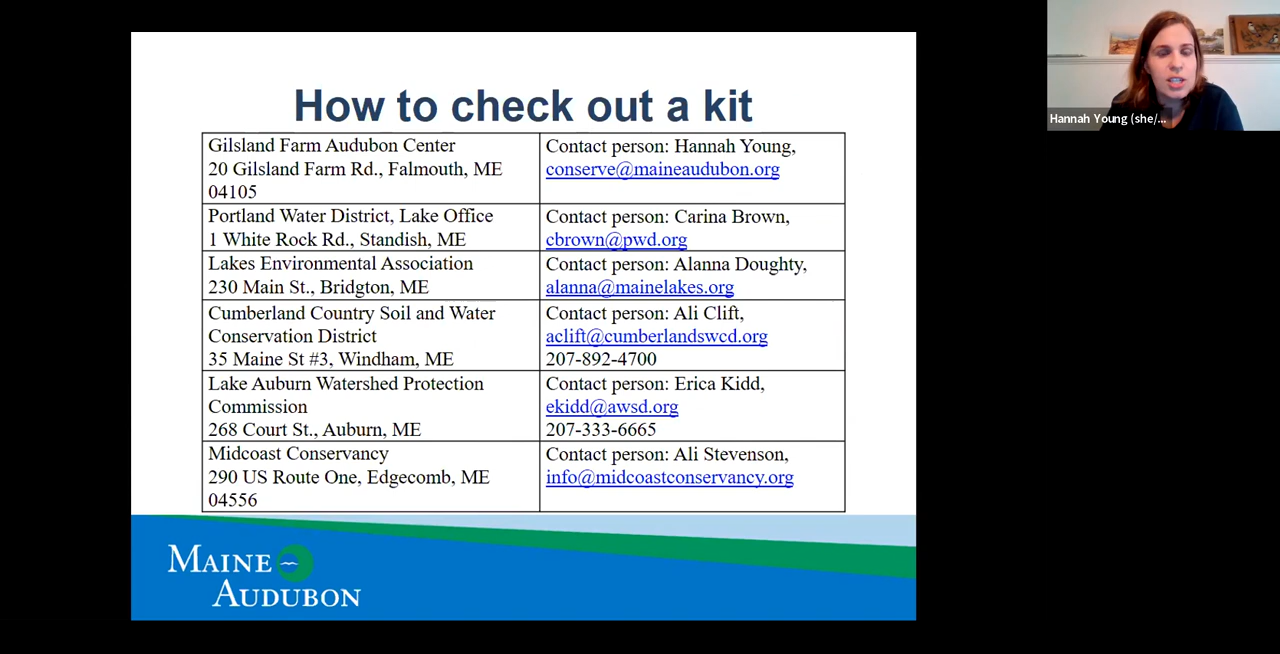 How to check out a kit
Gilsland Farm Audubon Center
20 Gilsland Farm Rd., Falmouth, ME
04105
Contact person: Hannah Young,
conserve@maineaudubon.org
Portland Water District, Lake Office
1 White Rock Rd., Standish, ME
Contact person: Carina Brown,
cbrown@pwd.org
Lakes Environmental Association
230 Main St., Bridgton, ME
Contact person: Alanna Doughty,
alanna@mainelakes.org
Cumberland Country Soil and Water
Conservation District
35 Maine St #3, Windham, ME
Contact person: Ali Clift,
aclift@cumberlandswcd.org
207-892-4700
Lake Auburn Watershed Protection
Commission
268 Court St., Auburn, ME
Contact person: Erica Kidd,
ekidd@awsd.org
207-333-6665
Midcoast Conservancy
290 US Route One, Edgecomb, ME
04556
Contact person: Ali Stevenson,
info@midcoastconservancy.org
MAINE
AUDUBON
Hannah Young (she/...